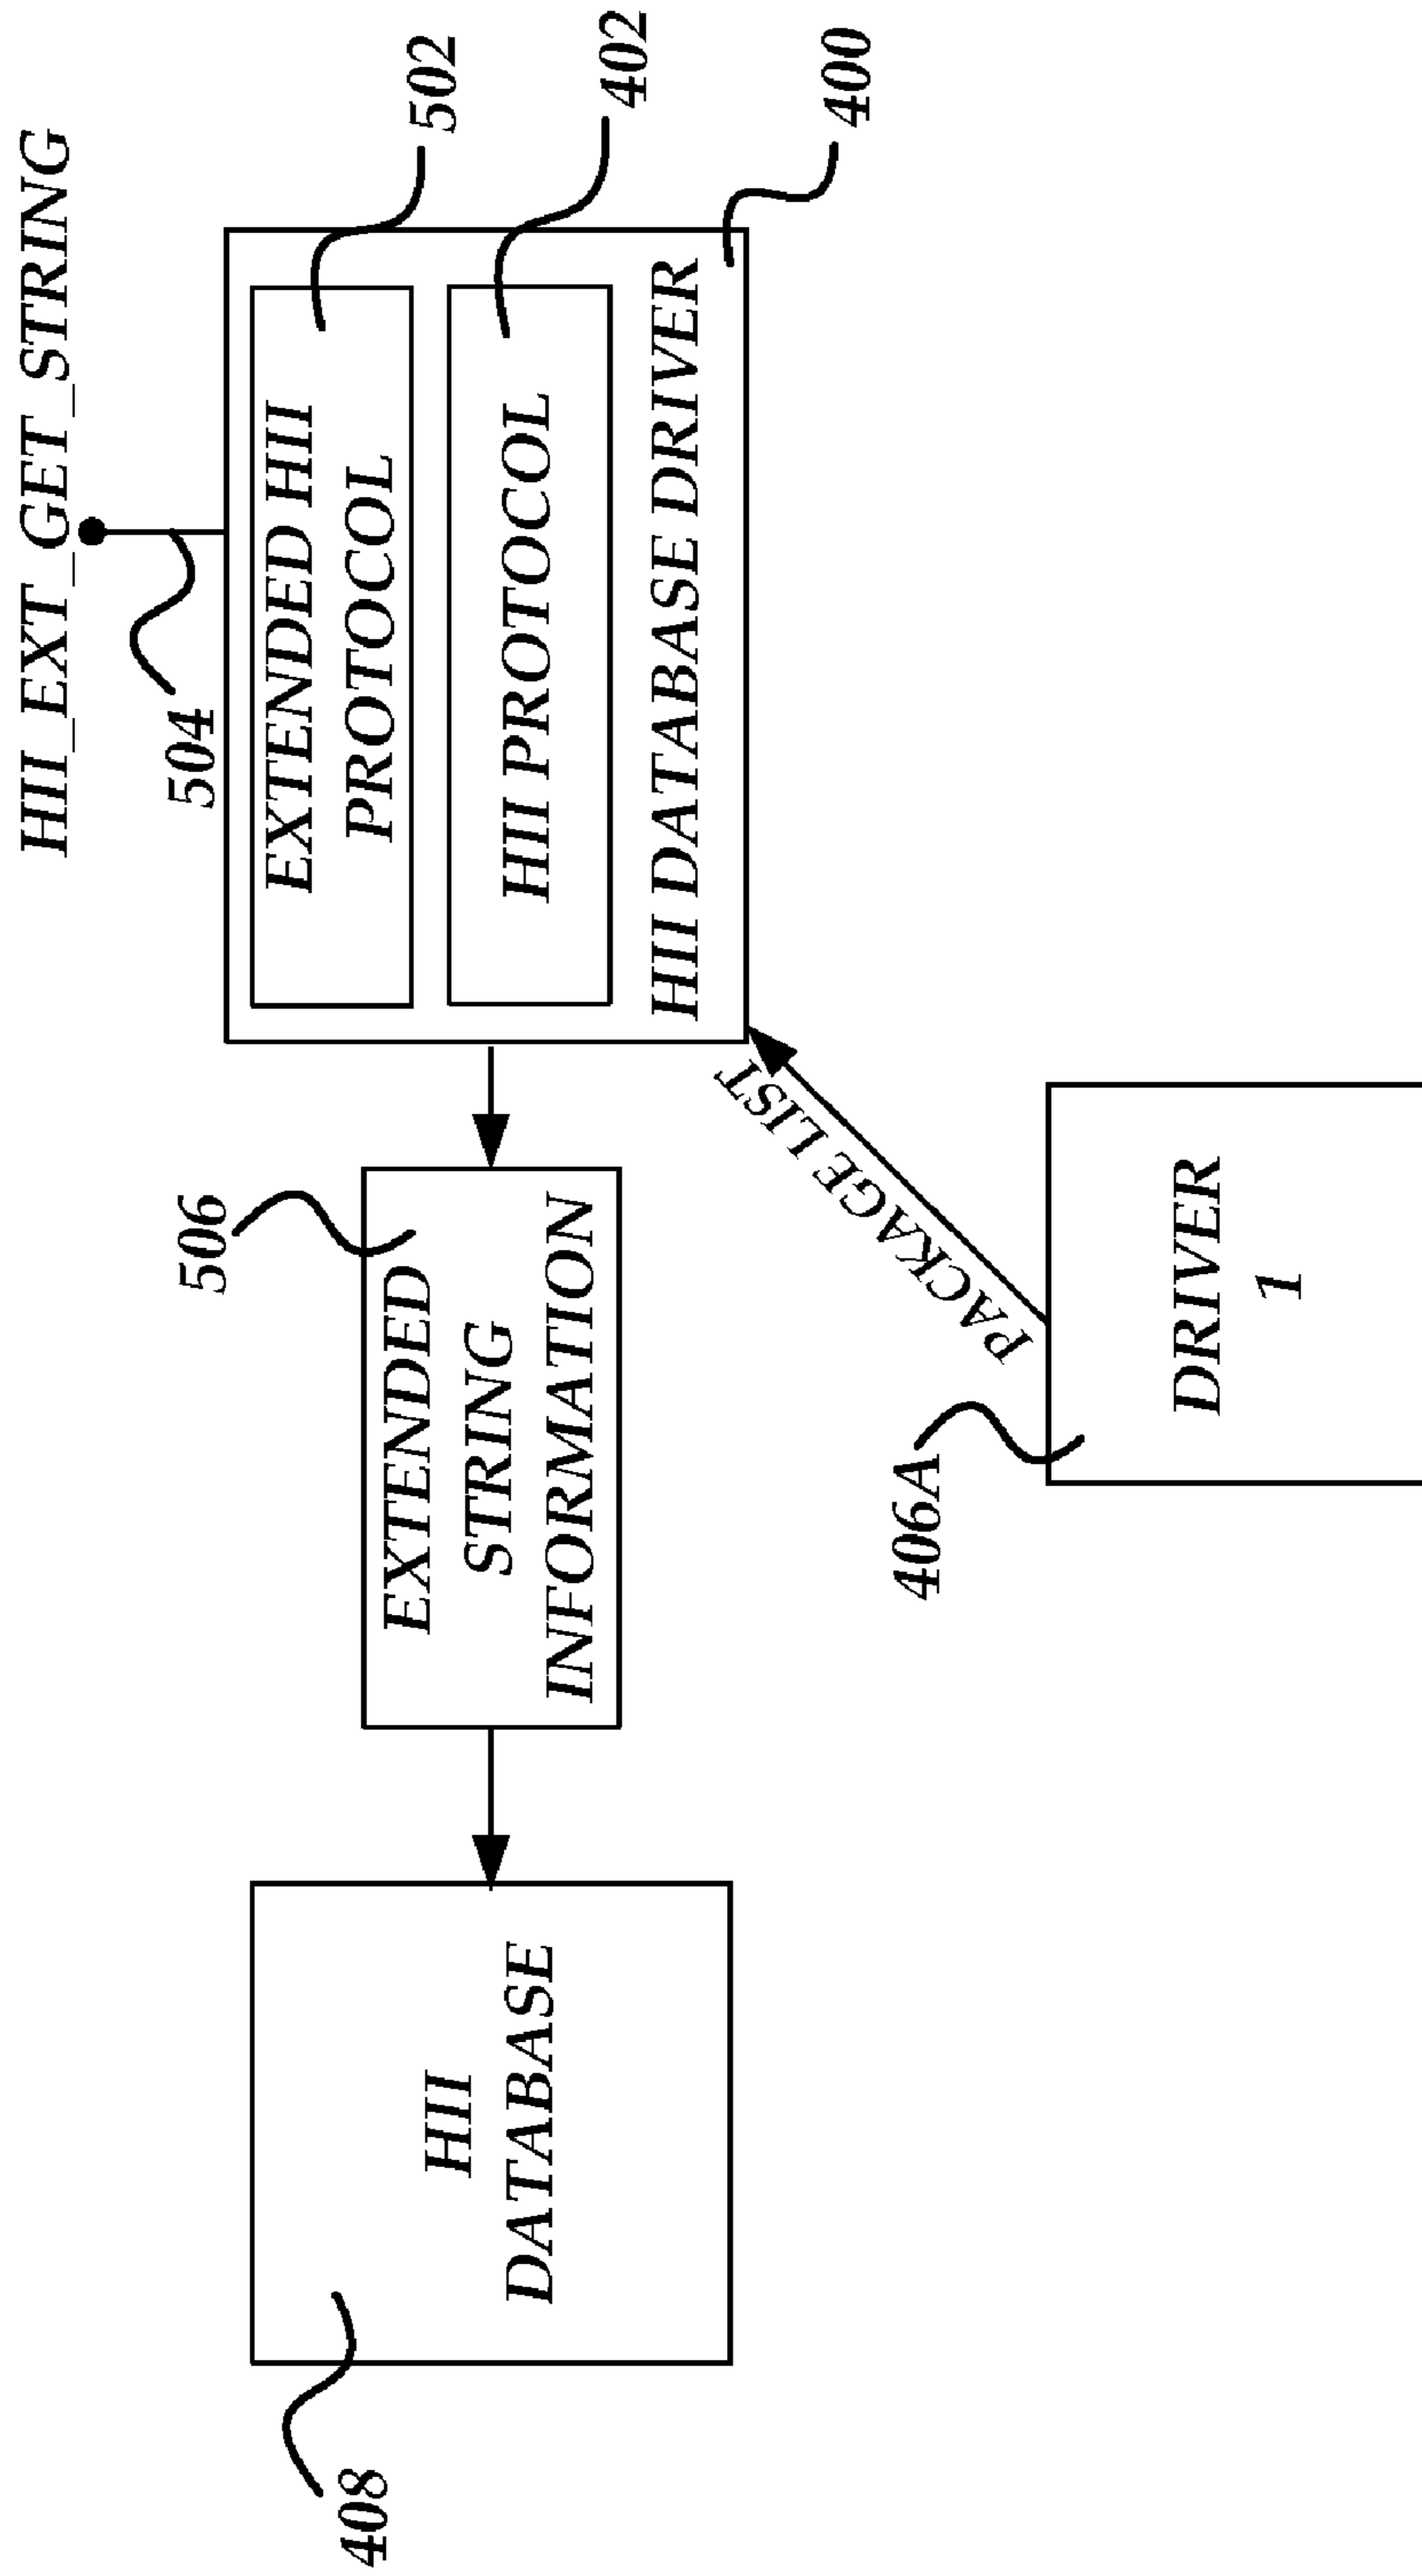 HII_EXT_GET_STRING
504
502
EXTENDED HII
PROTOCOL
402
HII PROTOCOL
HII DATABASE DRIVER
400
506
EXTENDED
STRING
INFORMATION
408
HII
DATABASE
PACKAGE LIST
406A
DRIVER
1